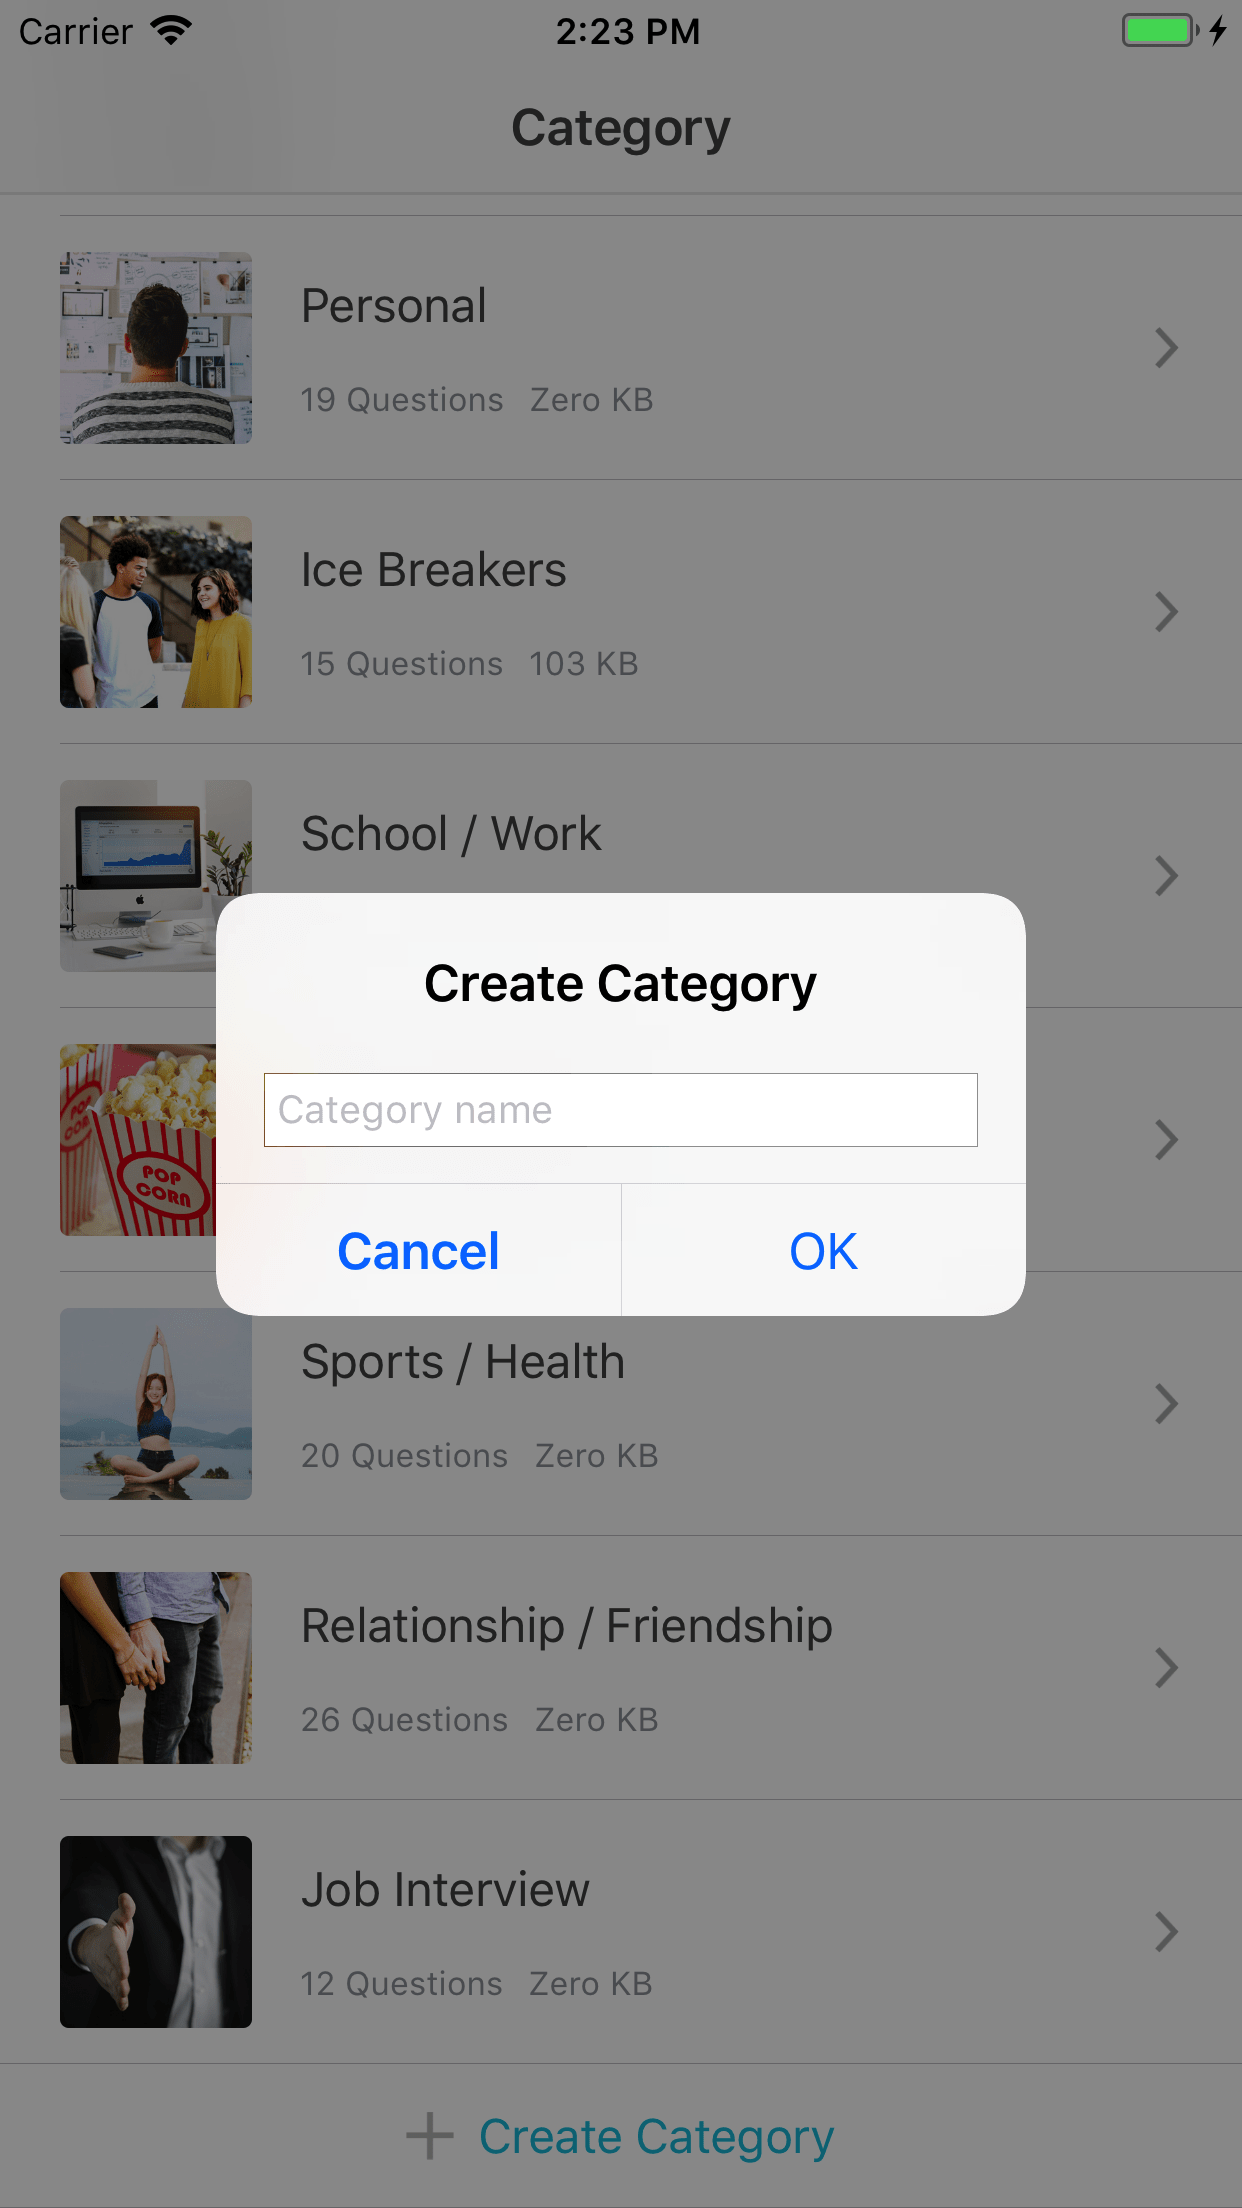 Carrier 2:23 PM
Category
Personal
19 Questions Zero KB
Ice Breakers
15 Questions 103 KB
School / Work
Create Category
Category name
POP
CORN
Cancel OK
Sports / Health
20 Questions Zero KB
Relationship / Friendship
26 Questions Zero KB
Job Interview
12 Questions Zero KB
+ Create Category